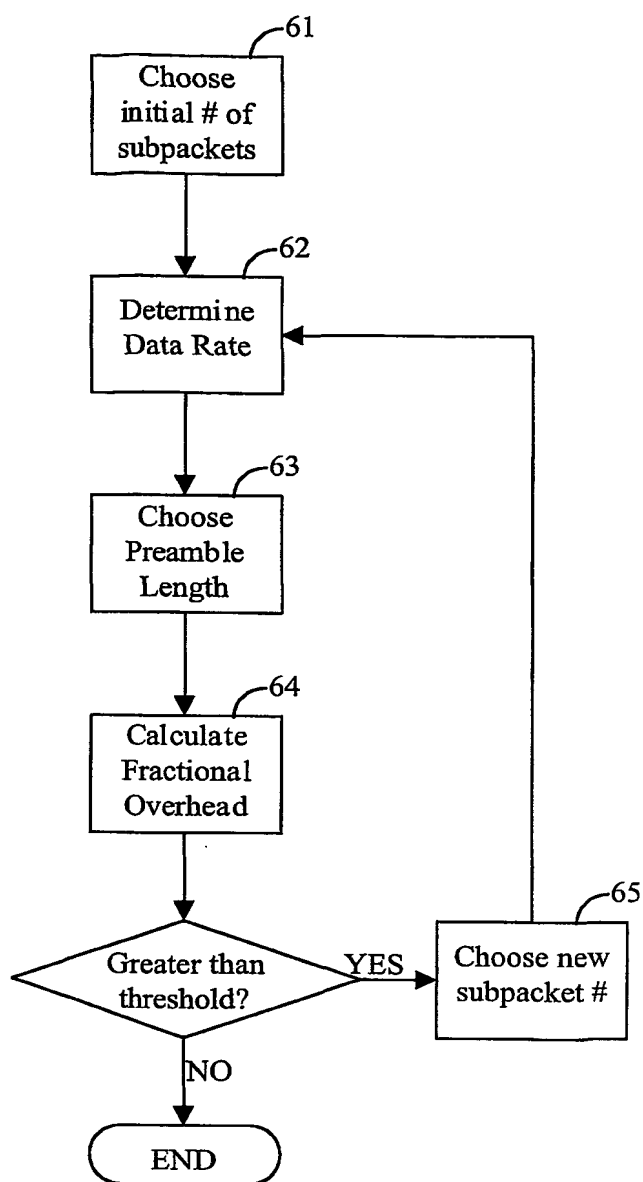 61
Choose
initial # of
subpackets
62
Determine
Data Rate
63
Choose
Preamble
Length
64
Calculate
Fractional
Overhead
Greater than
threshold?
YES
65
Choose new
subpacket #
NO
END